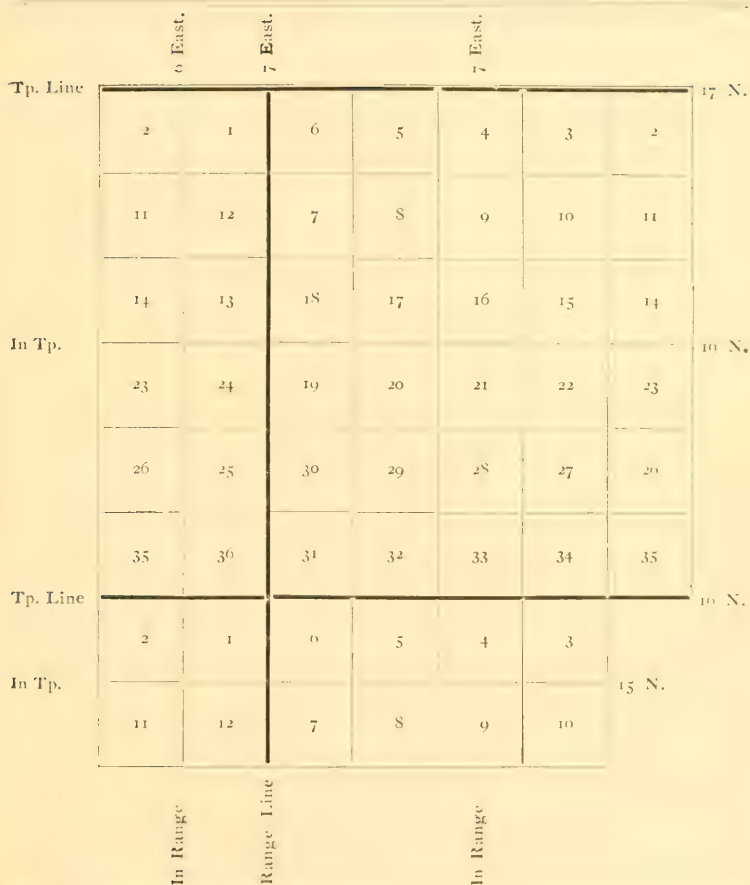 6 East.
17 East.
17 East.
Tp. Line 17 N.
2 1 6 5 4 3 2
11 12 7 8 9 10 11
14 13 18 17 16 15 14
In Tp. 16 N.
23 24 19 20 21 22 23
26 25 30 29 28 27 26
35 36 31 32 33 34 35
Tp. Line 16 N.
2 1 6 5 4 3
In Tp. 15 N.
11 12 7 8 9 10
In Range
Range Line
In Range